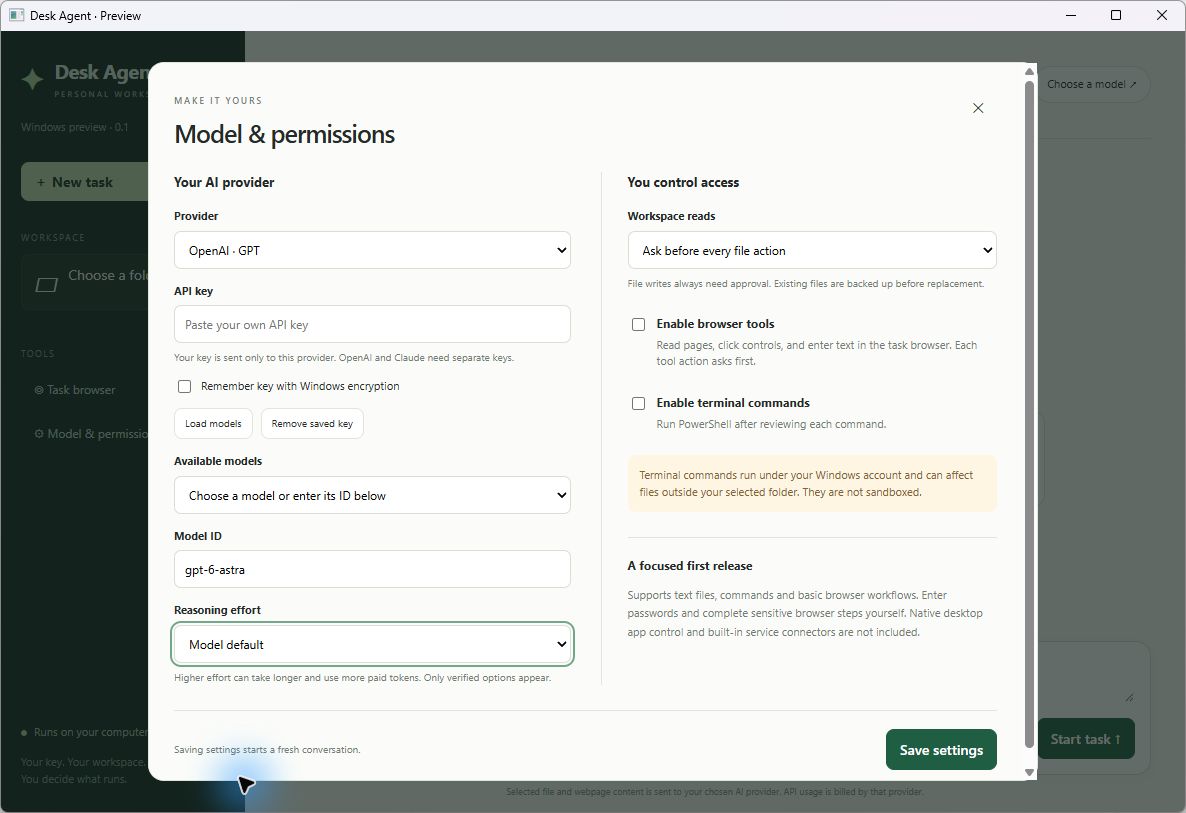 Desk Agent · Preview
Desk Agen
PERSONAL WORKS
Windows preview · 0.1
+ New task
WORKSPACE
Choose a fol
TOOLS
Task browser
Model & permissio
Runs on your computer
Your key. Your workspace.
You decide what runs.
Choose a model ↗
MAKE IT YOURS
Model & permissions
Your AI provider
Provider
OpenAI · GPT
API key
Paste your own API key
Your key is sent only to this provider. OpenAI and Claude need separate keys.
Remember key with Windows encryption
Load models
Remove saved key
Available models
Choose a model or enter its ID below
Model ID
gpt-6-astra
Reasoning effort
Model default
Higher effort can take longer and use more paid tokens. Only verified options appear.
You control access
Workspace reads
Ask before every file action
File writes always need approval. Existing files are backed up before replacement.
Enable browser tools
Read pages, click controls, and enter text in the task browser. Each
tool action asks first.
Enable terminal commands
Run PowerShell after reviewing each command.
Terminal commands run under your Windows account and can affect
files outside your selected folder. They are not sandboxed.
A focused first release
Supports text files, commands and basic browser workflows. Enter
passwords and complete sensitive browser steps yourself. Native desktop
app control and built-in service connectors are not included.
Saving settings starts a fresh conversation.
Save settings
Start task ↑
Selected file and webpage content is sent to your chosen AI provider. API usage is billed by that provider.